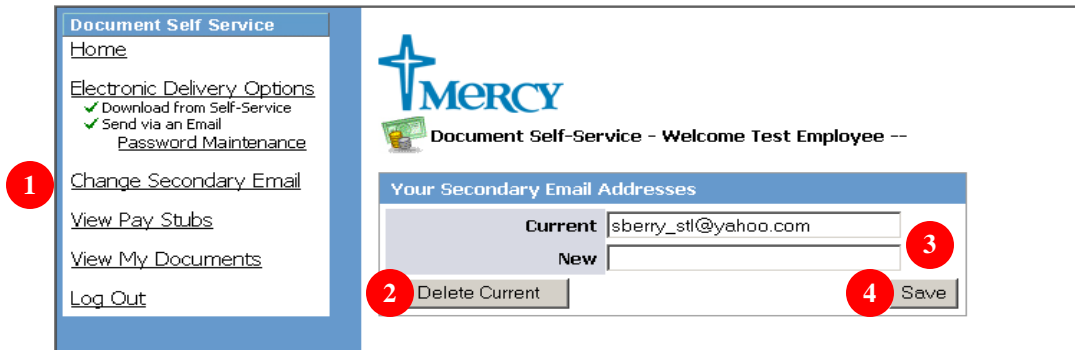 Document Self Service
Home
Electronic Delivery Options
Download from Self-Service
Send via an Email
Password Maintenance
1
Change Secondary Email
View Pay Stubs
View My Documents
Log Out
MERCY
Document Self-Service - Welcome Test Employee --
Your Secondary Email Addresses
Current sberry_stl@yahoo.com
New
3
2 Delete Current
4 Save